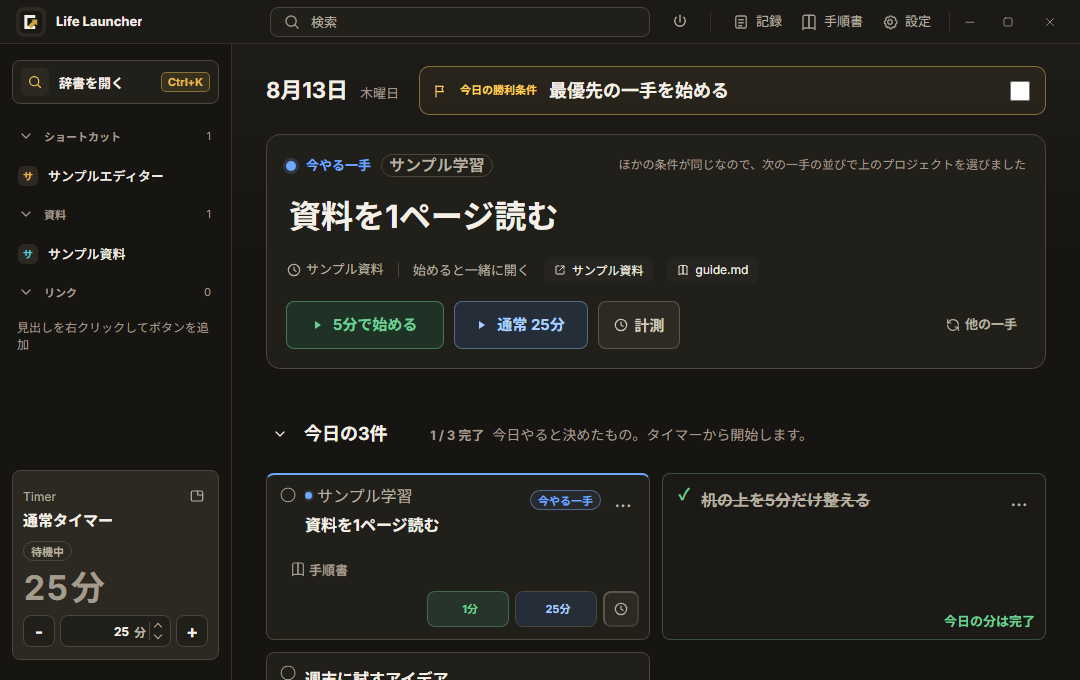 Life Launcher
検索
記録
手順書
設定
辞書を開く
Ctrl+K
ショートカット
1
サ
サンプルエディター
資料
1
サ
サンプル資料
リンク
0
見出しを右クリックしてボタンを追
加
Timer
通常タイマー
待機中
25分
-
25 分
+
8月13日
木曜日
今日の勝利条件
最優先の一手を始める
今やる一手
サンプル学習
ほかの条件が同じなので、次の一手の並びで上のプロジェクトを選びました
資料を1ページ読む
サンプル資料
始めると一緒に開く
サンプル資料
guide.md
5分で始める
通常 25分
計測
他の一手
今日の3件
1 / 3 完了
今日やると決めたもの。タイマーから開始します。
サンプル学習
今やる一手
...
資料を1ページ読む
手順書
1分
25分
机の上を5分だけ整える
...
今日の分は完了
週末に試すアイデア